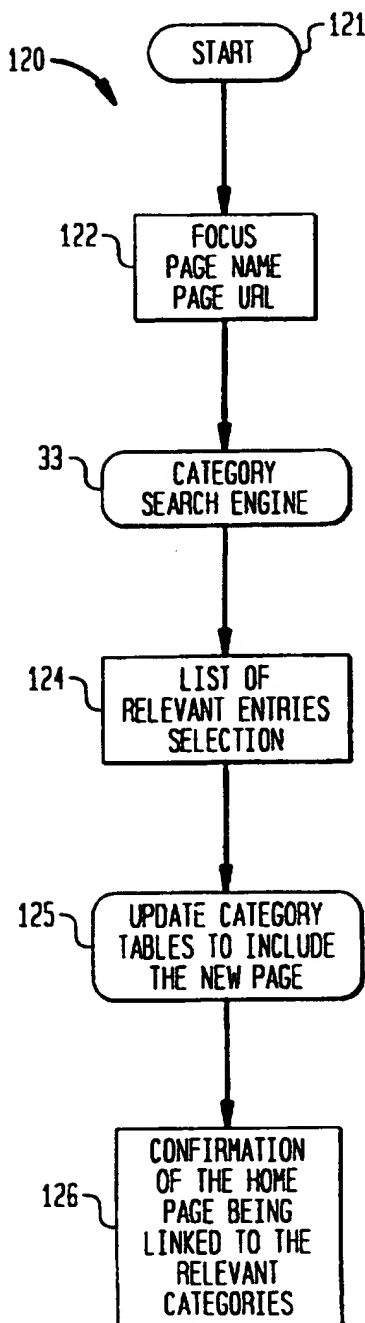 START
121
120
122
FOCUS
PAGE NAME
PAGE URL
33
CATEGORY
SEARCH ENGINE
124
LIST OF
RELEVANT ENTRIES
SELECTION
125
UPDATE CATEGORY
TABLES TO INCLUDE
THE NEW PAGE
126
CONFIRMATION
OF THE HOME
PAGE BEING
LINKED TO THE
RELEVANT
CATEGORIES